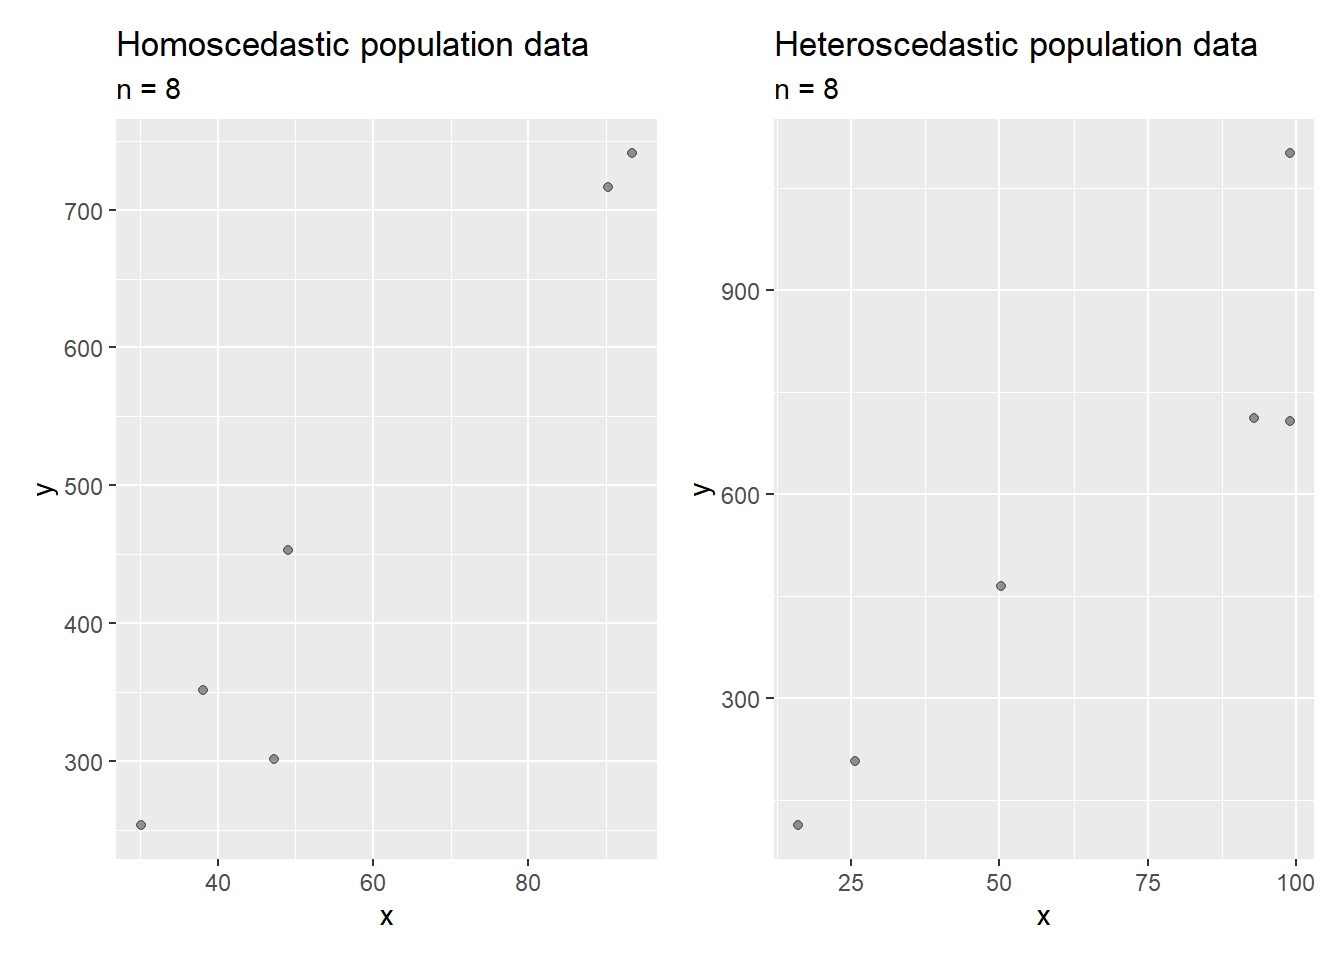 Homoscedastic population data
n = 8
700
600
500
400
300
y
40
60
80
x
Heteroscedastic population data
n = 8
900
600
300
y
25
50
75
100
x